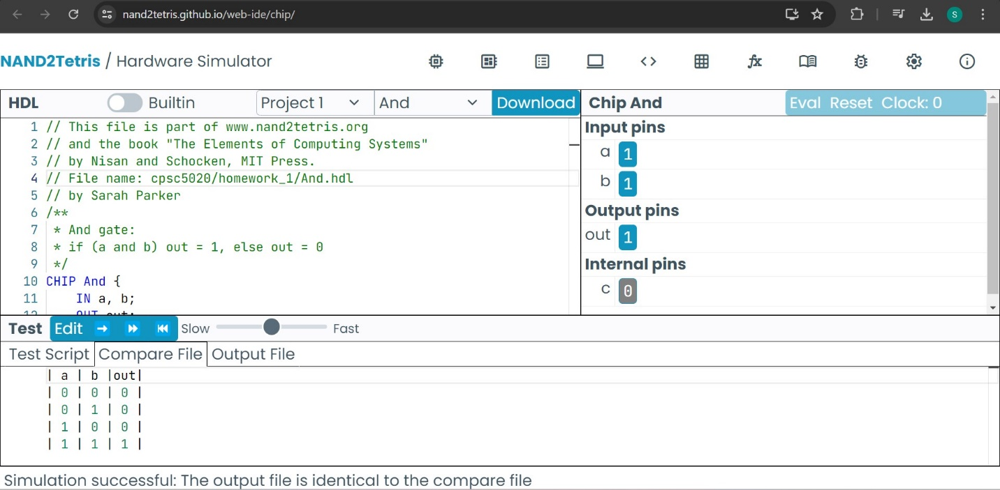 nand2tetris.github.io/web-ide/chip/
S
NAND2Tetris / Hardware Simulator
HDL Builtin Project 1 And Download
1 // This file is part of www.nand2tetris.org
2 // and the book "The Elements of Computing Systems"
3 // by Nisan and Schocken, MIT Press.
4 // File name: cpsc5020/homework_1/And.hdl
5 // by Sarah Parker
6 /**
7 * And gate:
8 * if (a and b) out = 1, else out = 0
9 */
10 CHIP And {
11 IN a, b;
12 OUT out;
Chip And Eval Reset Clock: 0
Input pins
a 1
b 1
Output pins
out 1
Internal pins
c 0
Test Edit Slow Fast
Test Script Compare File Output File
| a | b |out|
| 0 | 0 | 0 |
| 0 | 1 | 0 |
| 1 | 0 | 0 |
| 1 | 1 | 1 |
Simulation successful: The output file is identical to the compare file